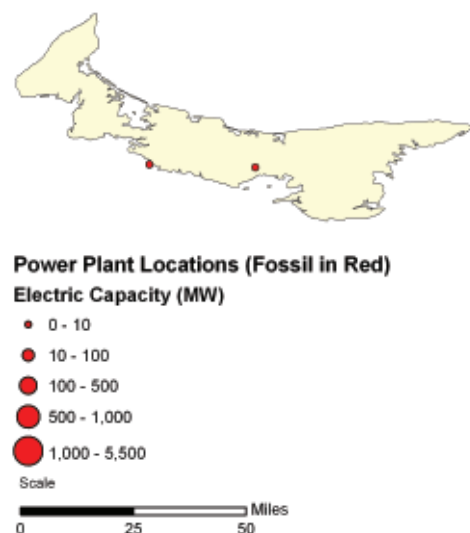 Power Plant Locations (Fossil in Red)
Electric Capacity (MW)
0 - 10
10 - 100
100 - 500
500 - 1,000
1,000 - 5,500
Scale
Miles
0 25 50